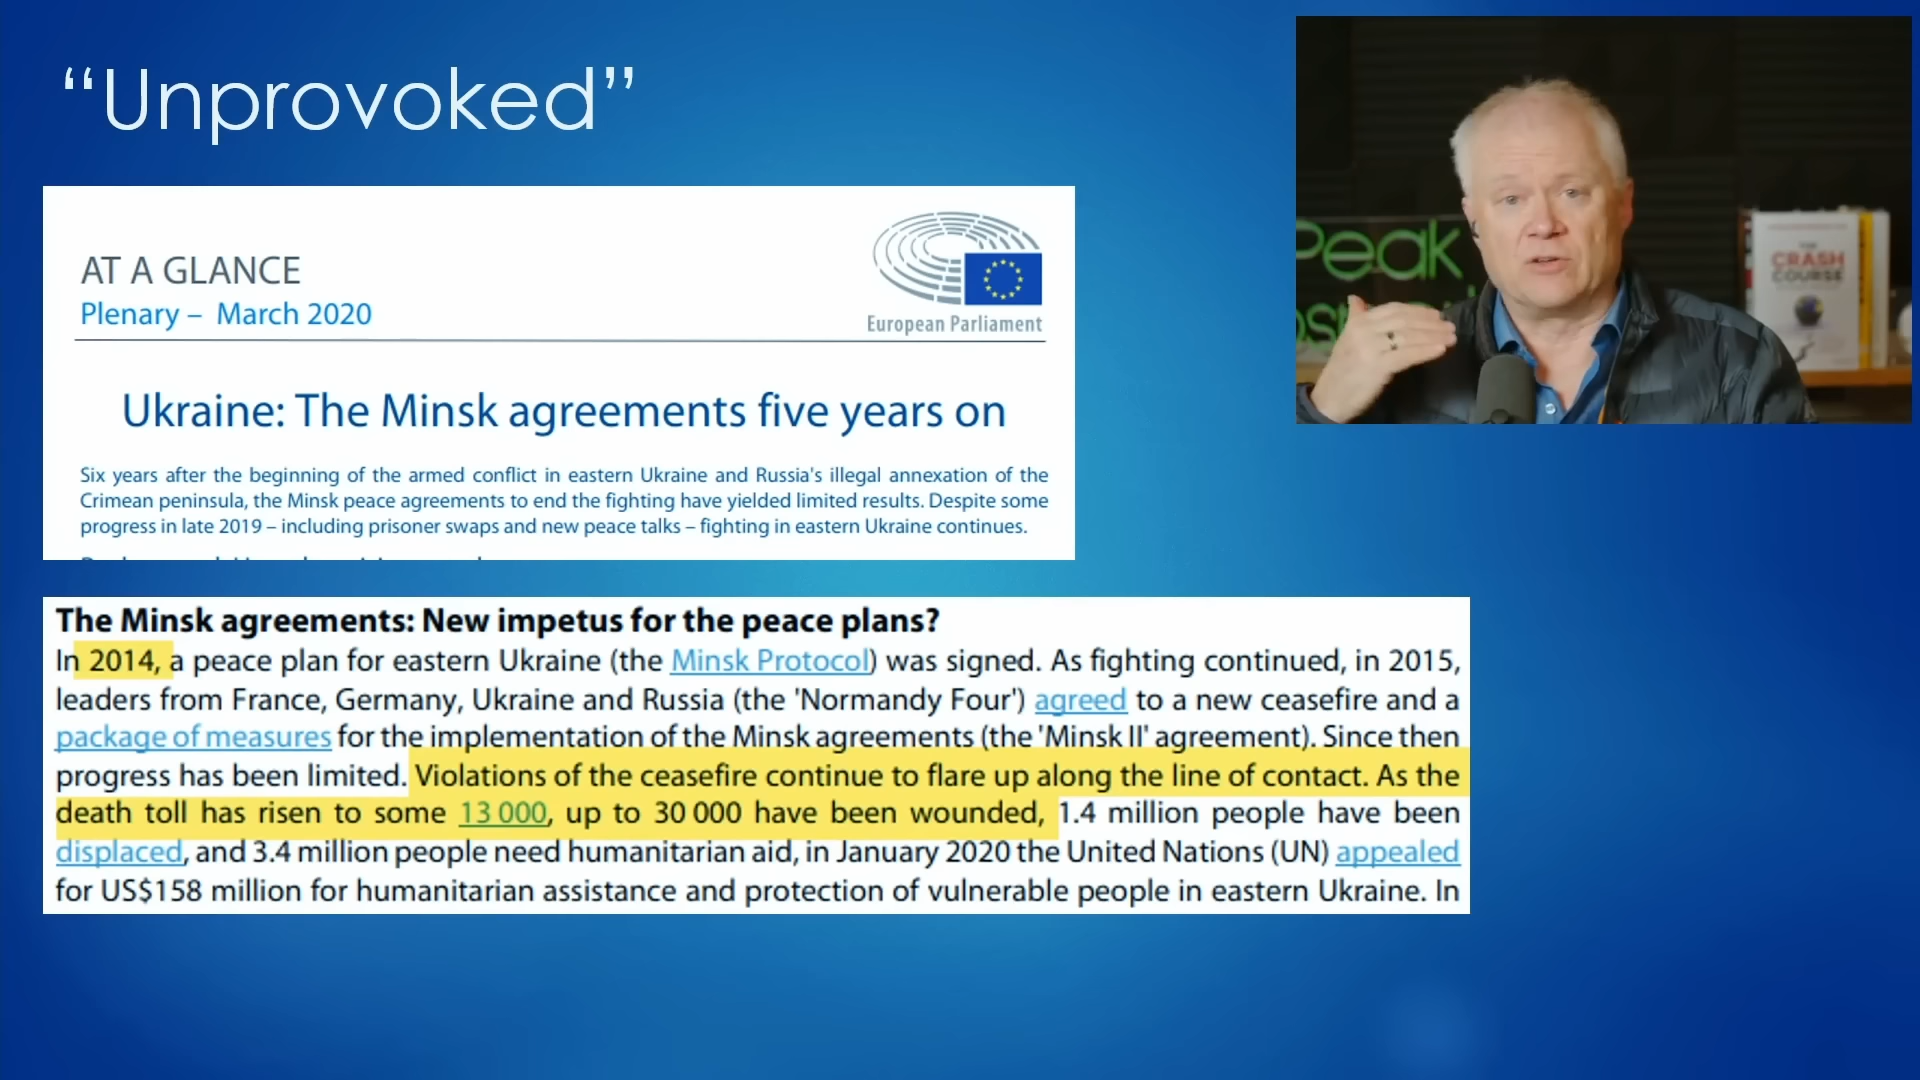 “Unprovoked”
AT A GLANCE
Plenary – March 2020
European Parliament
Ukraine: The Minsk agreements five years on
Six years after the beginning of the armed conflict in eastern Ukraine and Russia's illegal annexation of the
Crimean peninsula, the Minsk peace agreements to end the fighting have yielded limited results. Despite some
progress in late 2019 – including prisoner swaps and new peace talks – fighting in eastern Ukraine continues.
The Minsk agreements: New impetus for the peace plans?
In 2014, a peace plan for eastern Ukraine (the Minsk Protocol) was signed. As fighting continued, in 2015,
leaders from France, Germany, Ukraine and Russia (the 'Normandy Four') agreed to a new ceasefire and a
package of measures for the implementation of the Minsk agreements (the 'Minsk II' agreement). Since then
progress has been limited. Violations of the ceasefire continue to flare up along the line of contact. As the
death toll has risen to some 13 000, up to 30 000 have been wounded, 1.4 million people have been
displaced, and 3.4 million people need humanitarian aid, in January 2020 the United Nations (UN) appealed
for US$158 million for humanitarian assistance and protection of vulnerable people in eastern Ukraine. In
Peak
THE
CRASH
COURSE